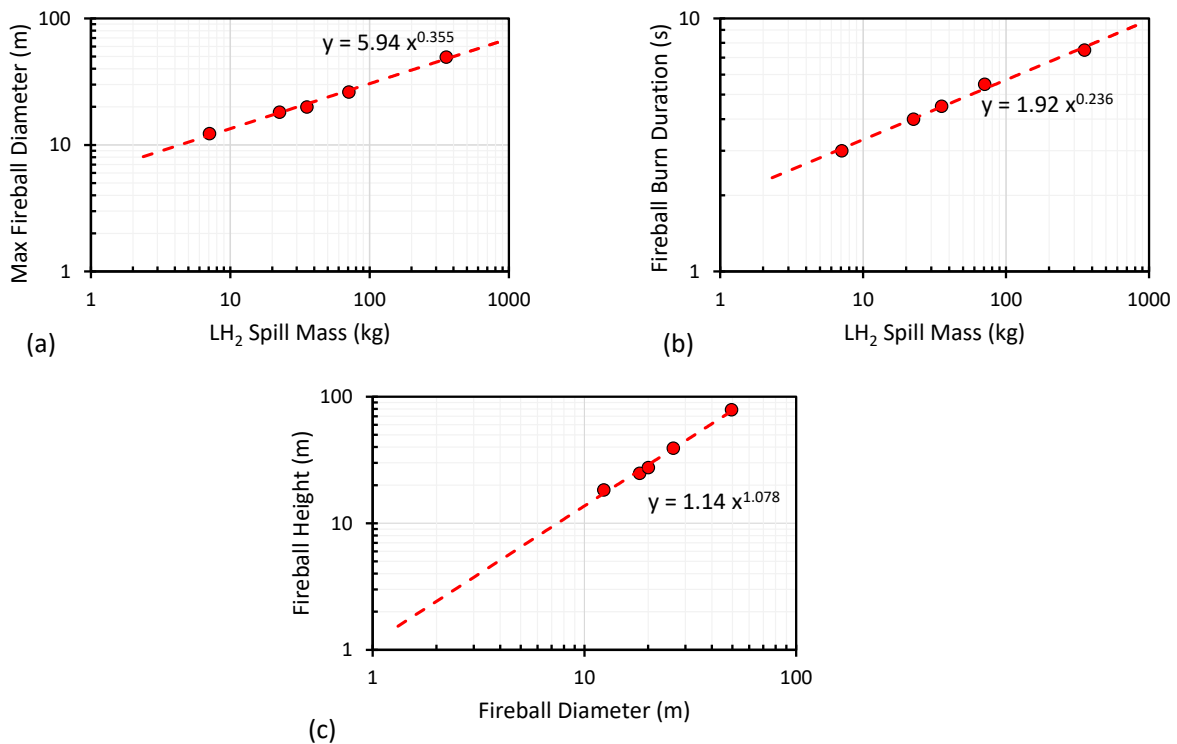 Max Fireball Diameter (m)
100
10
1
y = 5.94 x^0.355
1 10 100 1000
LH₂ Spill Mass (kg)
(a)
Fireball Burn Duration (s)
10
1
y = 1.92 x^0.236
1 10 100 1000
LH₂ Spill Mass (kg)
(b)
Fireball Height (m)
100
10
1
y = 1.14 x^1.078
1 10 100
Fireball Diameter (m)
(c)